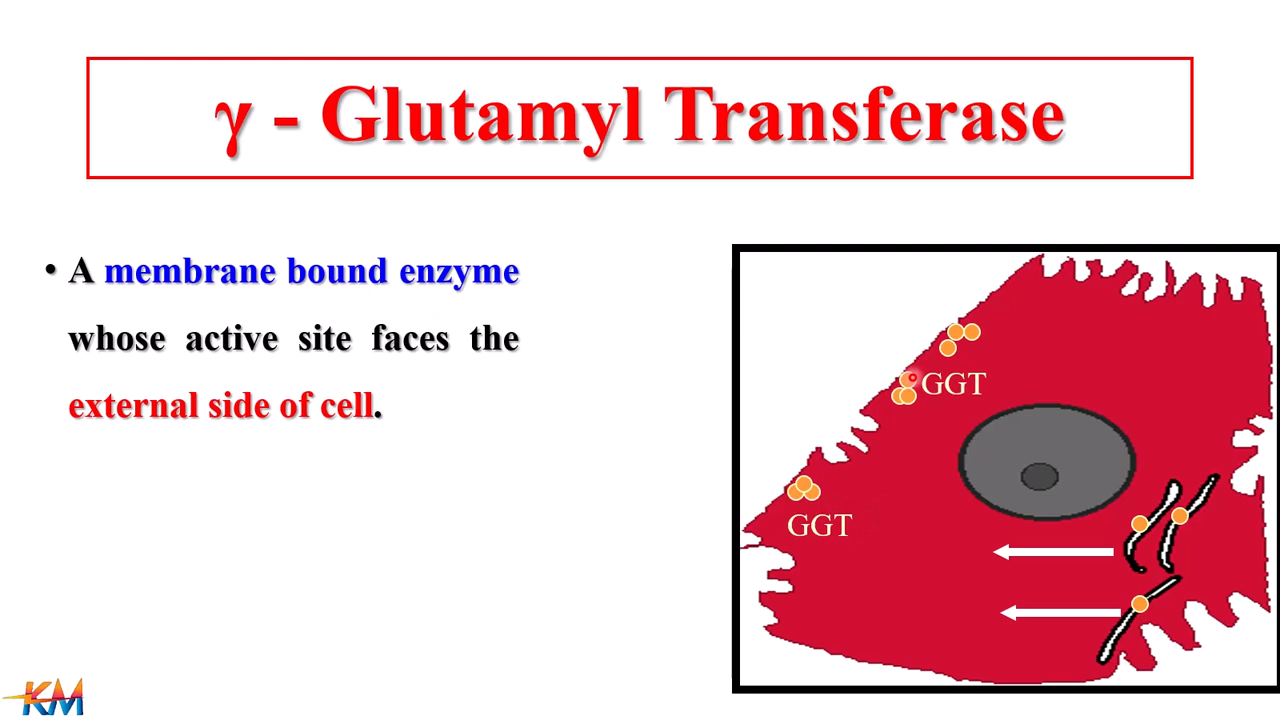 γ - Glutamyl Transferase
• A membrane bound enzyme
whose active site faces the
external side of cell.
GGT
GGT
KM